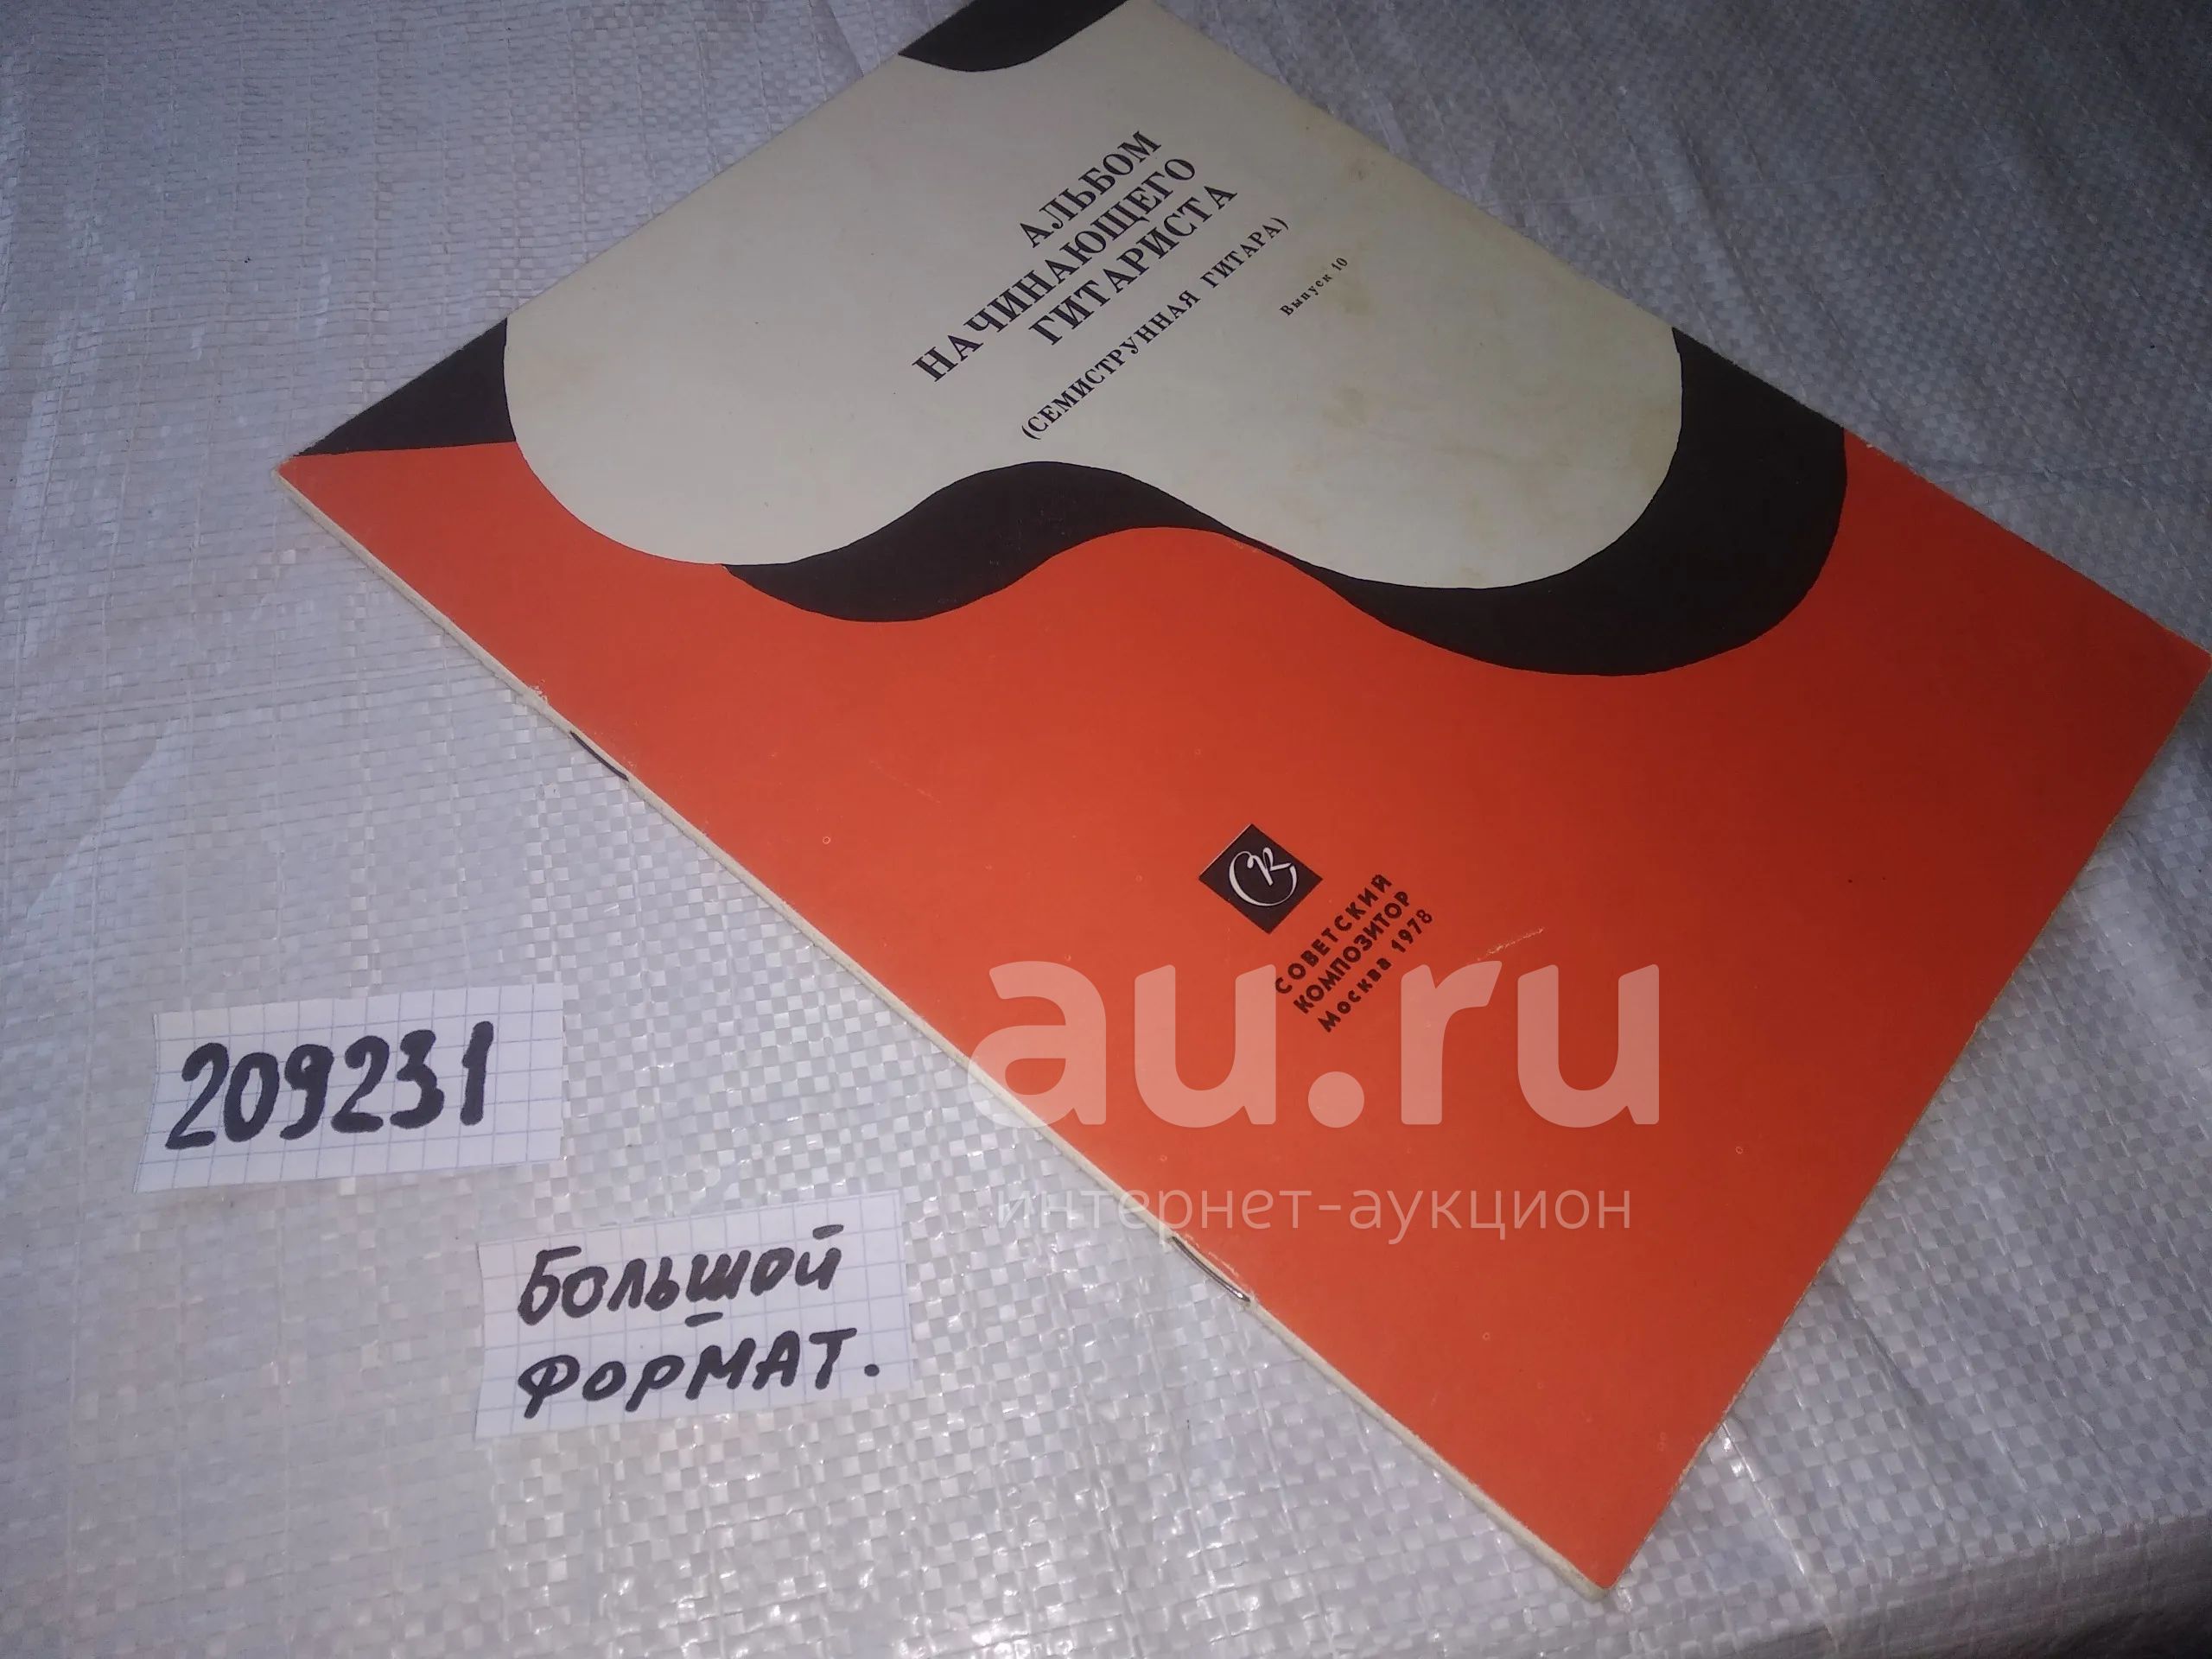 АЛЬБОМ
НАЧИНАЮЩЕГО
ГИТАРИСТА
(СЕМИСТРУННАЯ ГИТАРА)
Выпуск 10
СК
СОВЕТСКИЙ
КОМПОЗИТОР
Москва 1978
au.ru
интернет-аукцион
209231
БОЛЬШОЙ
ФОРМАТ.